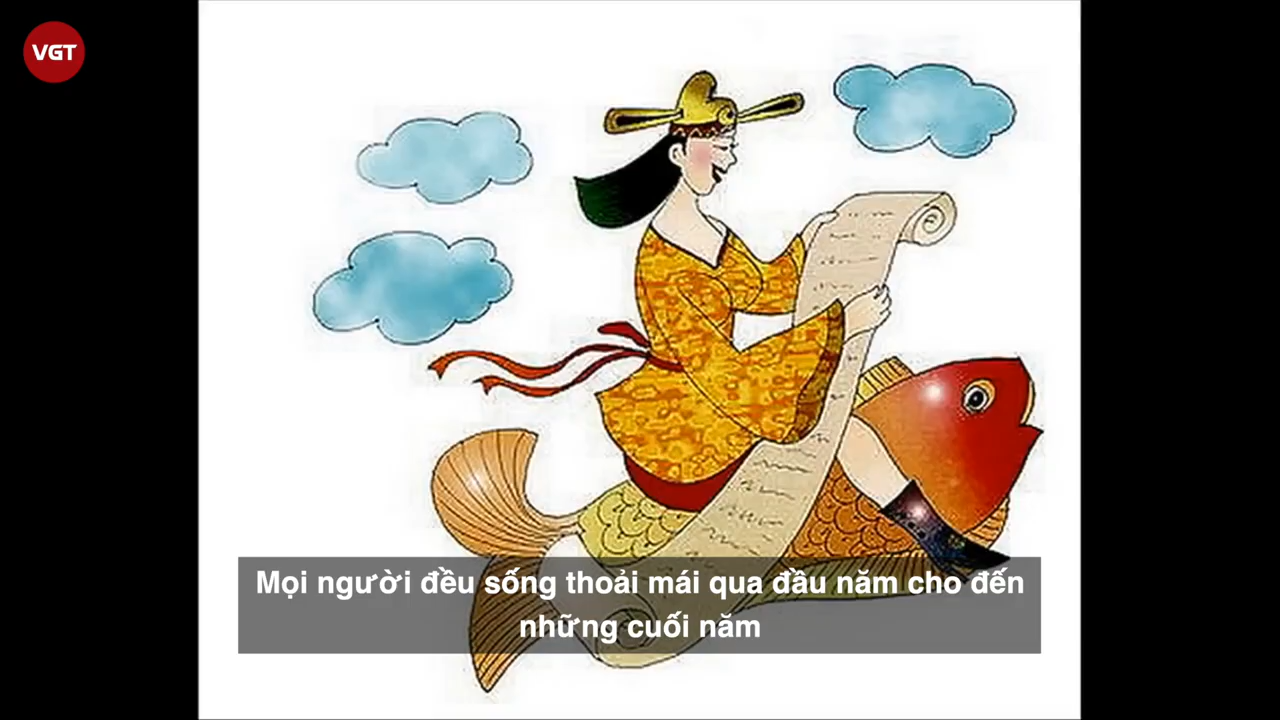 VGT
Mọi người đều sống thoải mái qua đầu năm cho đến
những cuối năm